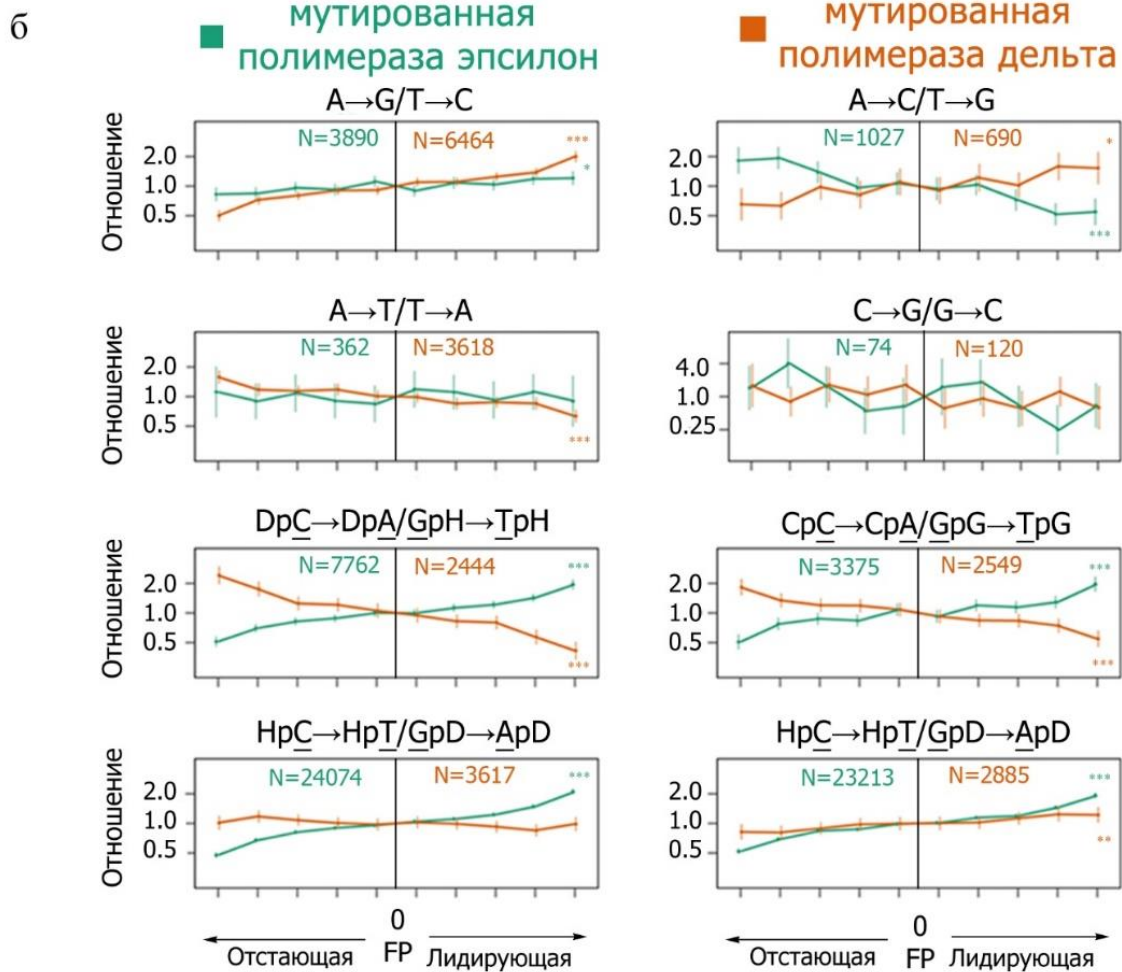 б
мутированная
полимераза эпсилон
мутированная
полимераза дельта
A→G/T→C
Отношение
2.0
1.0
0.5
N=3890
N=6464
***
*
A→C/T→G
2.0
1.0
0.5
N=1027
N=690
*
***
A→T/T→A
Отношение
2.0
1.0
0.5
N=362
N=3618
***
C→G/G→C
4.0
1.0
0.25
N=74
N=120
DpC→DpA/GpH→TpH
Отношение
2.0
1.0
0.5
N=7762
N=2444
***
***
CpC→CpA/GpG→TpG
2.0
1.0
0.5
N=3375
N=2549
***
***
HpC→HpT/GpD→ApD
Отношение
2.0
1.0
0.5
N=24074
N=3617
***
HpC→HpT/GpD→ApD
2.0
1.0
0.5
N=23213
N=2885
***
**
0
Отстающая FP Лидирующая
0
Отстающая FP Лидирующая